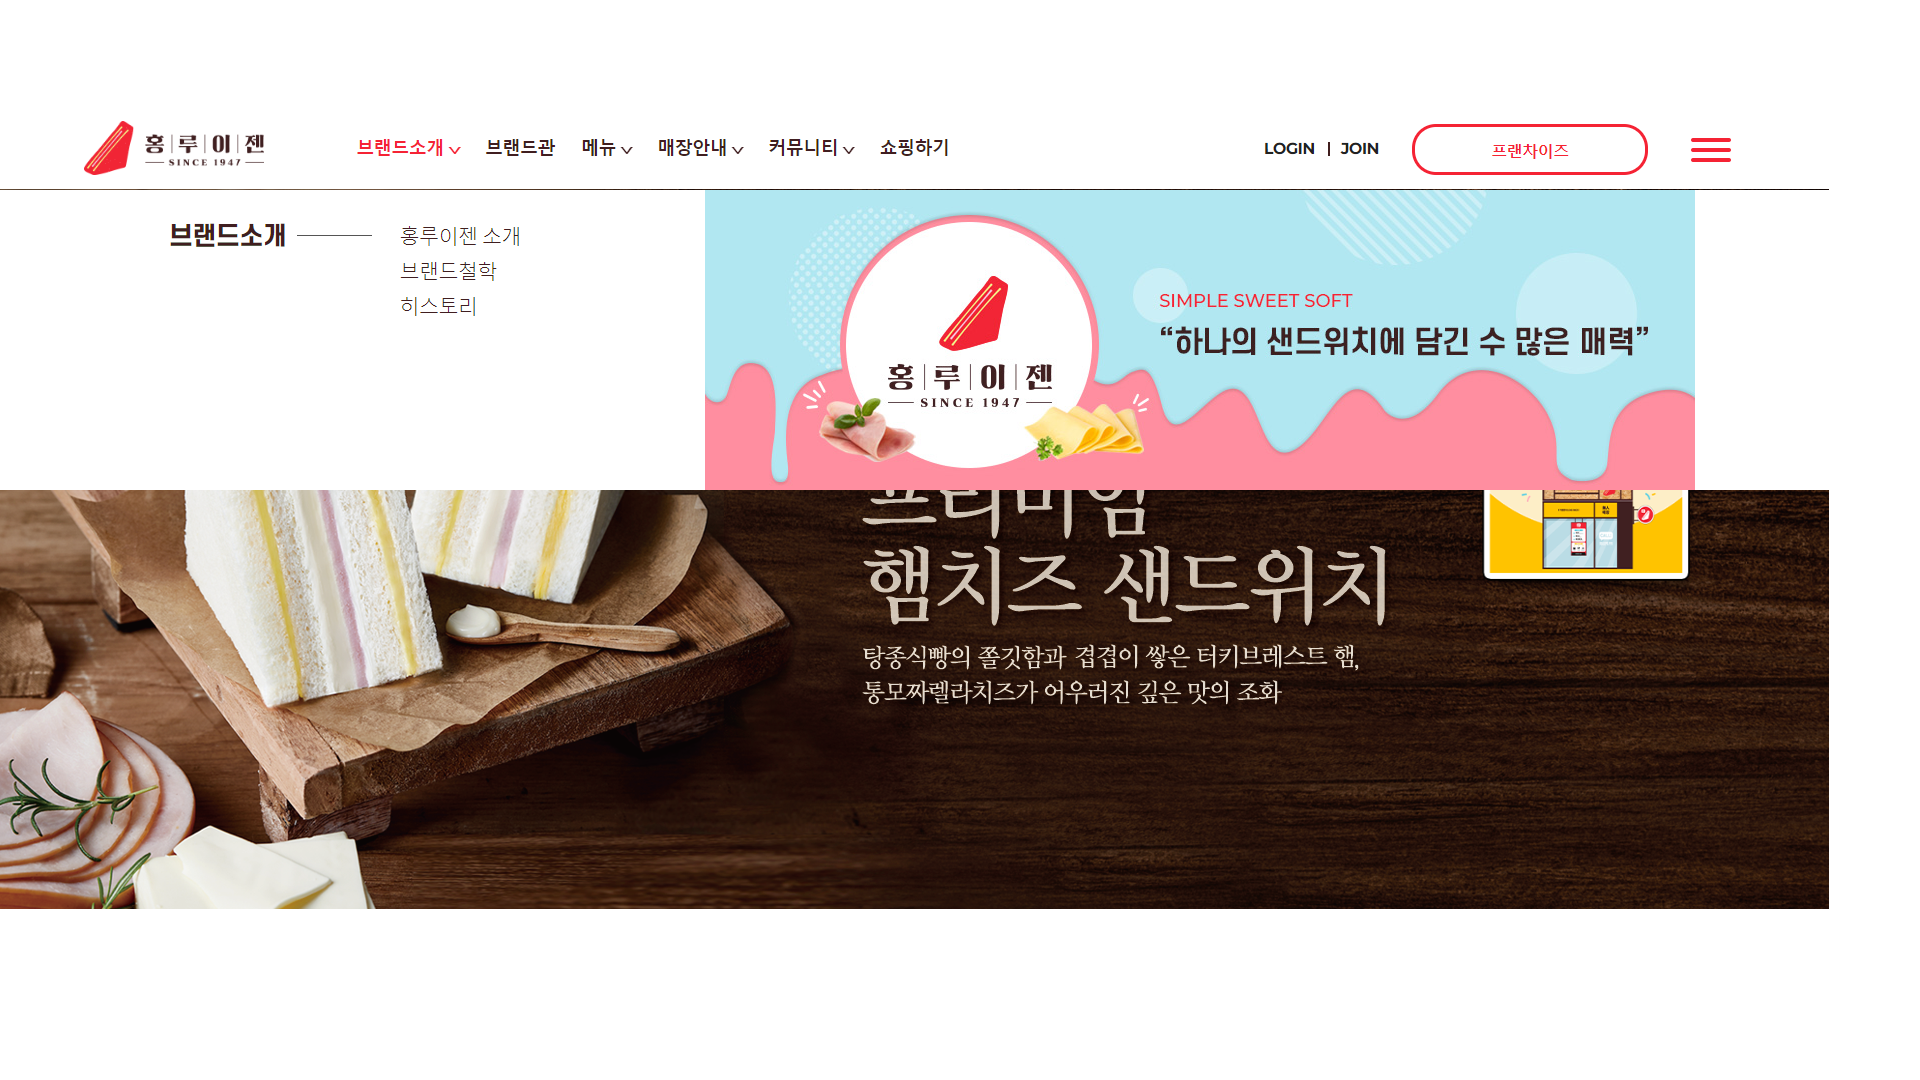 홍루이젠
SINCE 1947
브랜드소개
브랜드관
메뉴
매장안내
커뮤니티
쇼핑하기
LOGIN | JOIN
프랜차이즈
브랜드소개
홍루이젠 소개
브랜드철학
히스토리
홍루이젠
SINCE 1947
SIMPLE SWEET SOFT
“하나의 샌드위치에 담긴 수 많은 매력”
프리미엄
햄치즈 샌드위치
탕종식빵의 쫄깃함과 겹겹이 쌓은 터키브레스트 햄,
통모짜렐라치즈가 어우러진 깊은 맛의 조화